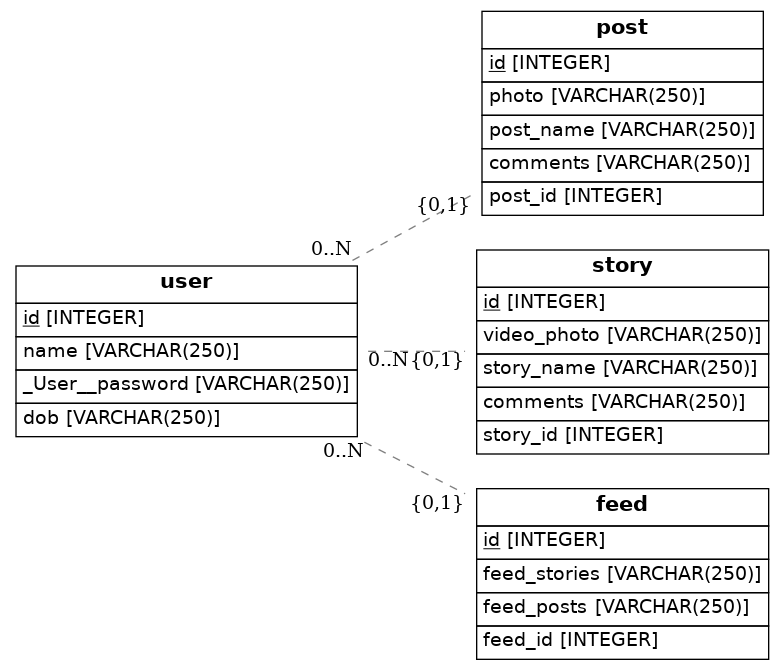 post
id [INTEGER]
photo [VARCHAR(250)]
post_name [VARCHAR(250)]
comments [VARCHAR(250)]
post_id [INTEGER]
{0,1}
0..N
user
id [INTEGER]
name [VARCHAR(250)]
_User__password [VARCHAR(250)]
dob [VARCHAR(250)]
story
id [INTEGER]
video_photo [VARCHAR(250)]
story_name [VARCHAR(250)]
comments [VARCHAR(250)]
story_id [INTEGER]
0..N {0,1}
0..N
{0,1}
feed
id [INTEGER]
feed_stories [VARCHAR(250)]
feed_posts [VARCHAR(250)]
feed_id [INTEGER]